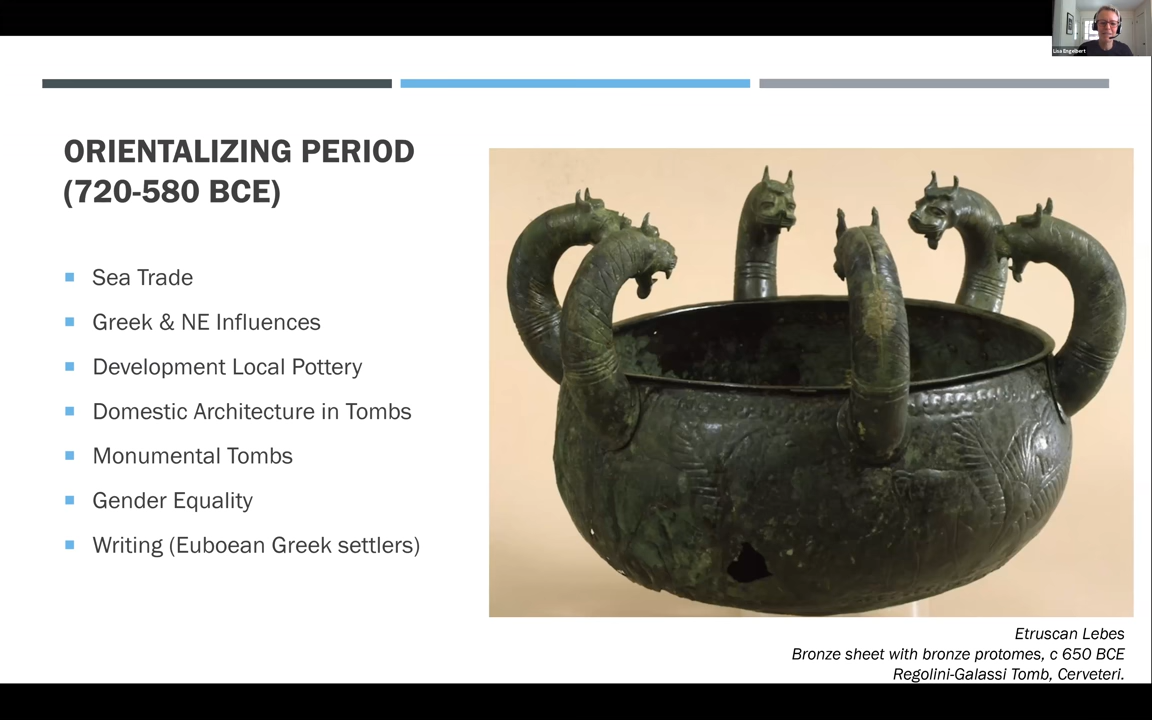 Lisa Engelbert
ORIENTALIZING PERIOD
(720-580 BCE)
Sea Trade
Greek & NE Influences
Development Local Pottery
Domestic Architecture in Tombs
Monumental Tombs
Gender Equality
Writing (Euboean Greek settlers)
Etruscan Lebes
Bronze sheet with bronze protomes, c 650 BCE
Regolini-Galassi Tomb, Cerveteri.